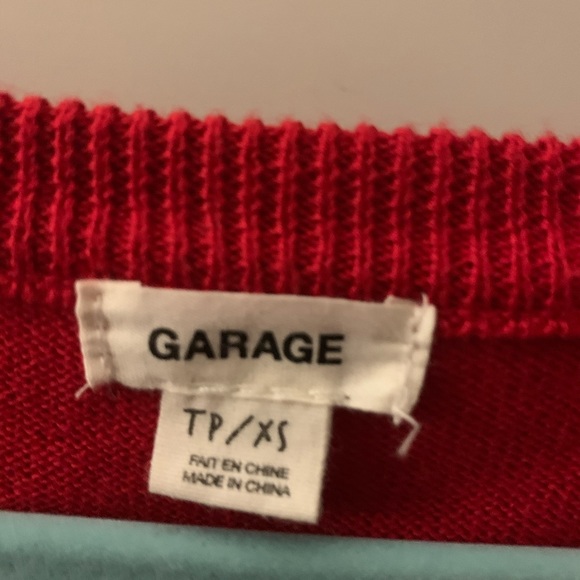 GARAGE
TP/XS
FAIT EN CHINE
MADE IN CHINA